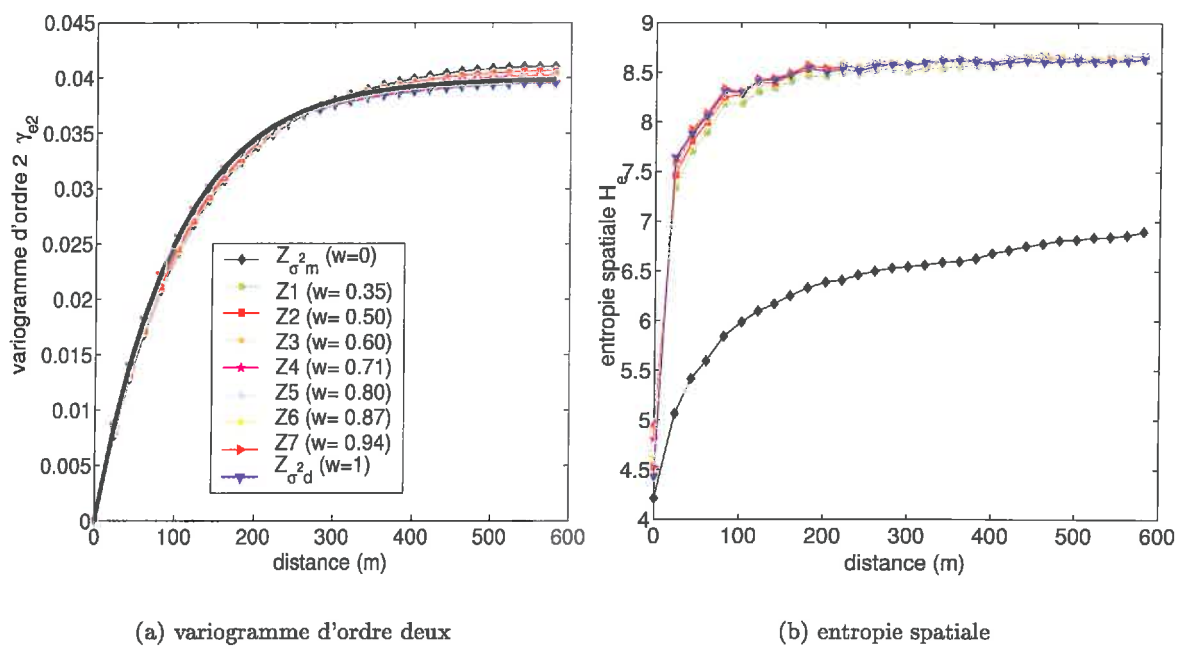 0.045
0.04
0.035
0.03
0.025
0.02
0.015
0.01
0.005
0
variogramme d'ordre 2 γe2
0 100 200 300 400 500 600
distance (m)
Zσ²m (w=0)
Z1 (w= 0.35)
Z2 (w= 0.50)
Z3 (w= 0.60)
Z4 (w= 0.71)
Z5 (w= 0.80)
Z6 (w= 0.87)
Z7 (w= 0.94)
Zσ²d (w=1)
(a) variogramme d'ordre deux
9
8.5
8
7.5
7
6.5
6
5.5
5
4.5
4
entropie spatiale He
0 100 200 300 400 500 600
distance (m)
(b) entropie spatiale